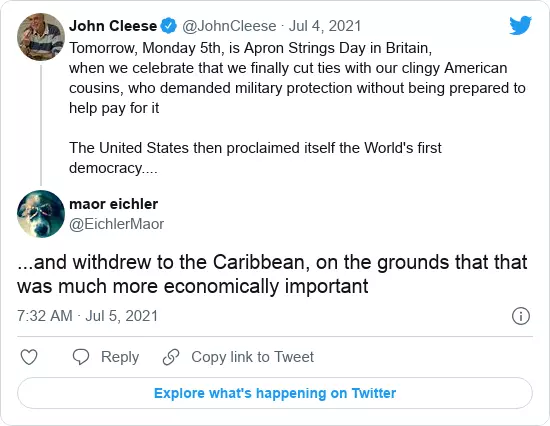 John Cleese @JohnCleese · Jul 4, 2021
Tomorrow, Monday 5th, is Apron Strings Day in Britain,
when we celebrate that we finally cut ties with our clingy American
cousins, who demanded military protection without being prepared to
help pay for it
The United States then proclaimed itself the World's first
democracy....
maor eichler
@EichlerMaor
...and withdrew to the Caribbean, on the grounds that that
was much more economically important
7:32 AM · Jul 5, 2021
Reply Copy link to Tweet
Explore what's happening on Twitter